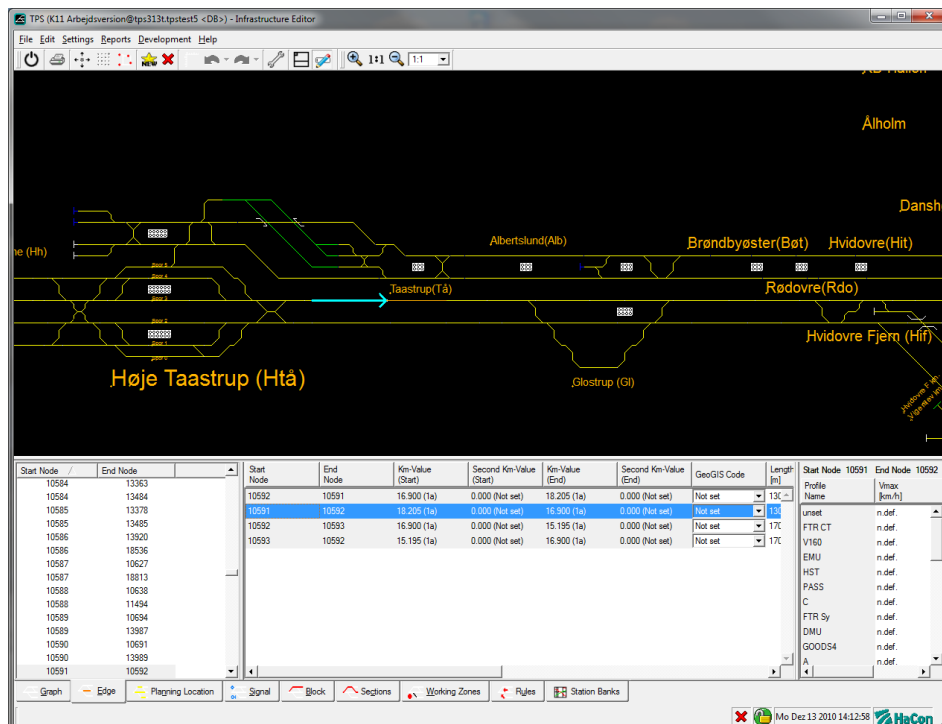 TPS (K11 Arbejdsversion@tps313t.tpstest5 <DB>) - Infrastructure Editor
File Edit Settings Reports Development Help
NEW 1:1 1:1
Ålholm
Dansh
ne (Hh)
Albertslund(Alb)
Brøndbyøster(Bøt) Hvidovre(Hit)
Taastrup(Tå)
Rødovre(Rdo)
Hvidovre Fjern (Hif)
Høje Taastrup (Htå)
Glostrup (Gl)
Start Node / End Node
10584 13363
10584 13484
10585 13378
10585 13485
10586 13920
10586 18536
10587 10627
10587 18813
10588 10638
10588 11494
10589 10694
10589 13987
10590 10691
10590 13989
10591 10592
Start Node End Node Km-Value (Start) Second Km-Value (Start) Km-Value (End) Second Km-Value (End) GeoGIS Code Length [m]
10592 10591 16.900 (1a) 0.000 (Not set) 18.205 (1a) 0.000 (Not set) Not set 130
10591 10592 18.205 (1a) 0.000 (Not set) 16.900 (1a) 0.000 (Not set) Not set 130
10592 10593 16.900 (1a) 0.000 (Not set) 15.195 (1a) 0.000 (Not set) Not set 170
10593 10592 15.195 (1a) 0.000 (Not set) 16.900 (1a) 0.000 (Not set) Not set 170
Start Node 10591 End Node 10592
Profile Name Vmax [km/h]
unset n.def.
FTR CT n.def.
V160 n.def.
EMU n.def.
HST n.def.
PASS n.def.
C n.def.
FTR Sy n.def.
DMU n.def.
GOODS4 n.def.
A n.def.
Graph Edge Planning Location Signal Block Sections Working Zones Rules Station Banks
Mo Dez 13 2010 14:12:58 HaCon